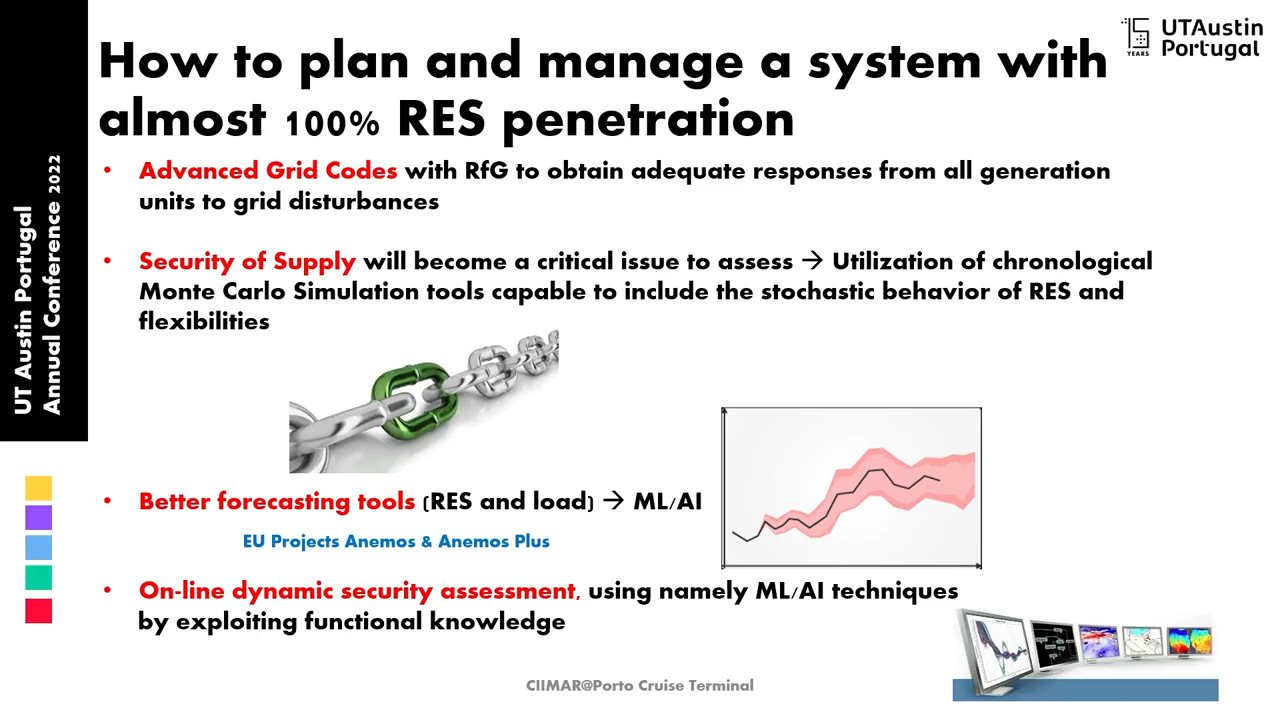 How to plan and manage a system with
almost 100% RES penetration
15
YEARS
UTAustin
Portugal
UT Austin Portugal
Annual Conference 2022
• Advanced Grid Codes with RfG to obtain adequate responses from all generation
units to grid disturbances
• Security of Supply will become a critical issue to assess → Utilization of chronological
Monte Carlo Simulation tools capable to include the stochastic behavior of RES and
flexibilities
• Better forecasting tools (RES and load) → ML/AI
EU Projects Anemos & Anemos Plus
• On-line dynamic security assessment, using namely ML/AI techniques
by exploiting functional knowledge
CIIMAR@Porto Cruise Terminal